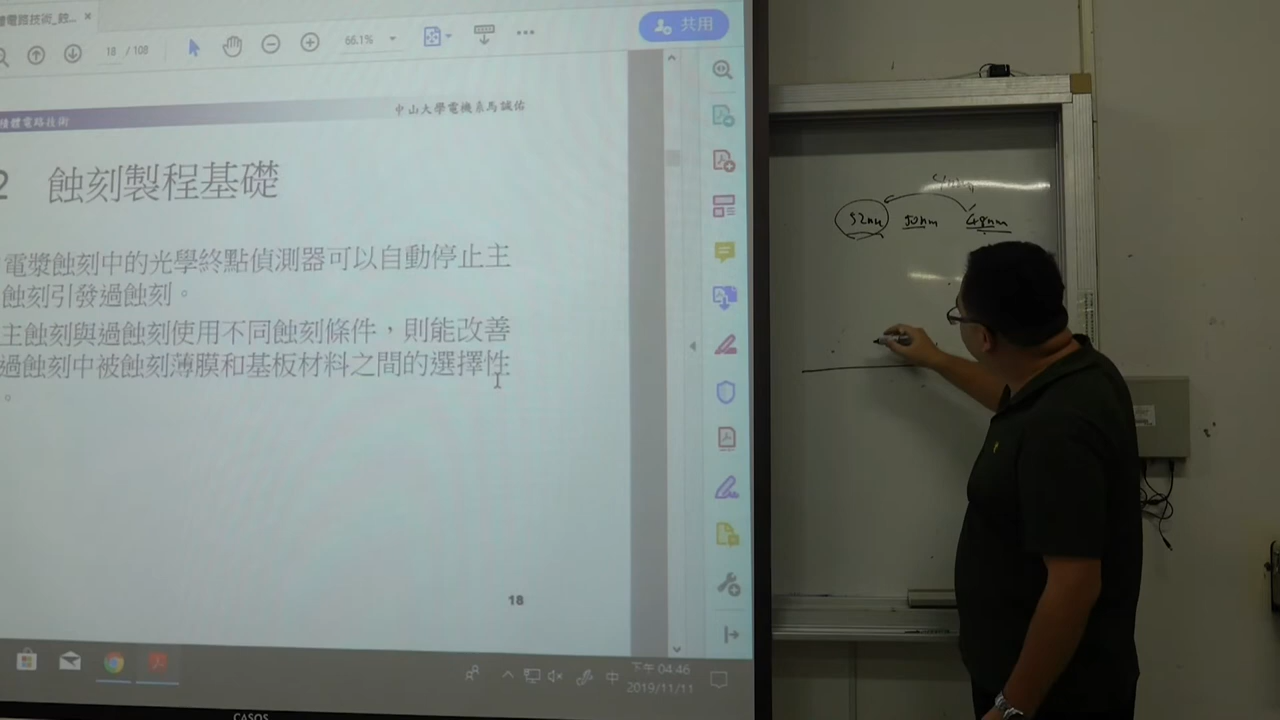 體電路技術_蝕...
18 / 108
66.1%
共用
積體電路技術
中山大學電機系馬誠佑
2 蝕刻製程基礎
電漿蝕刻中的光學終點偵測器可以自動停止主
蝕刻引發過蝕刻。
主蝕刻與過蝕刻使用不同蝕刻條件，則能改善
過蝕刻中被蝕刻薄膜和基板材料之間的選擇性
。
18
中
下午 04:46
2019/11/11
52nm 50nm 48nm